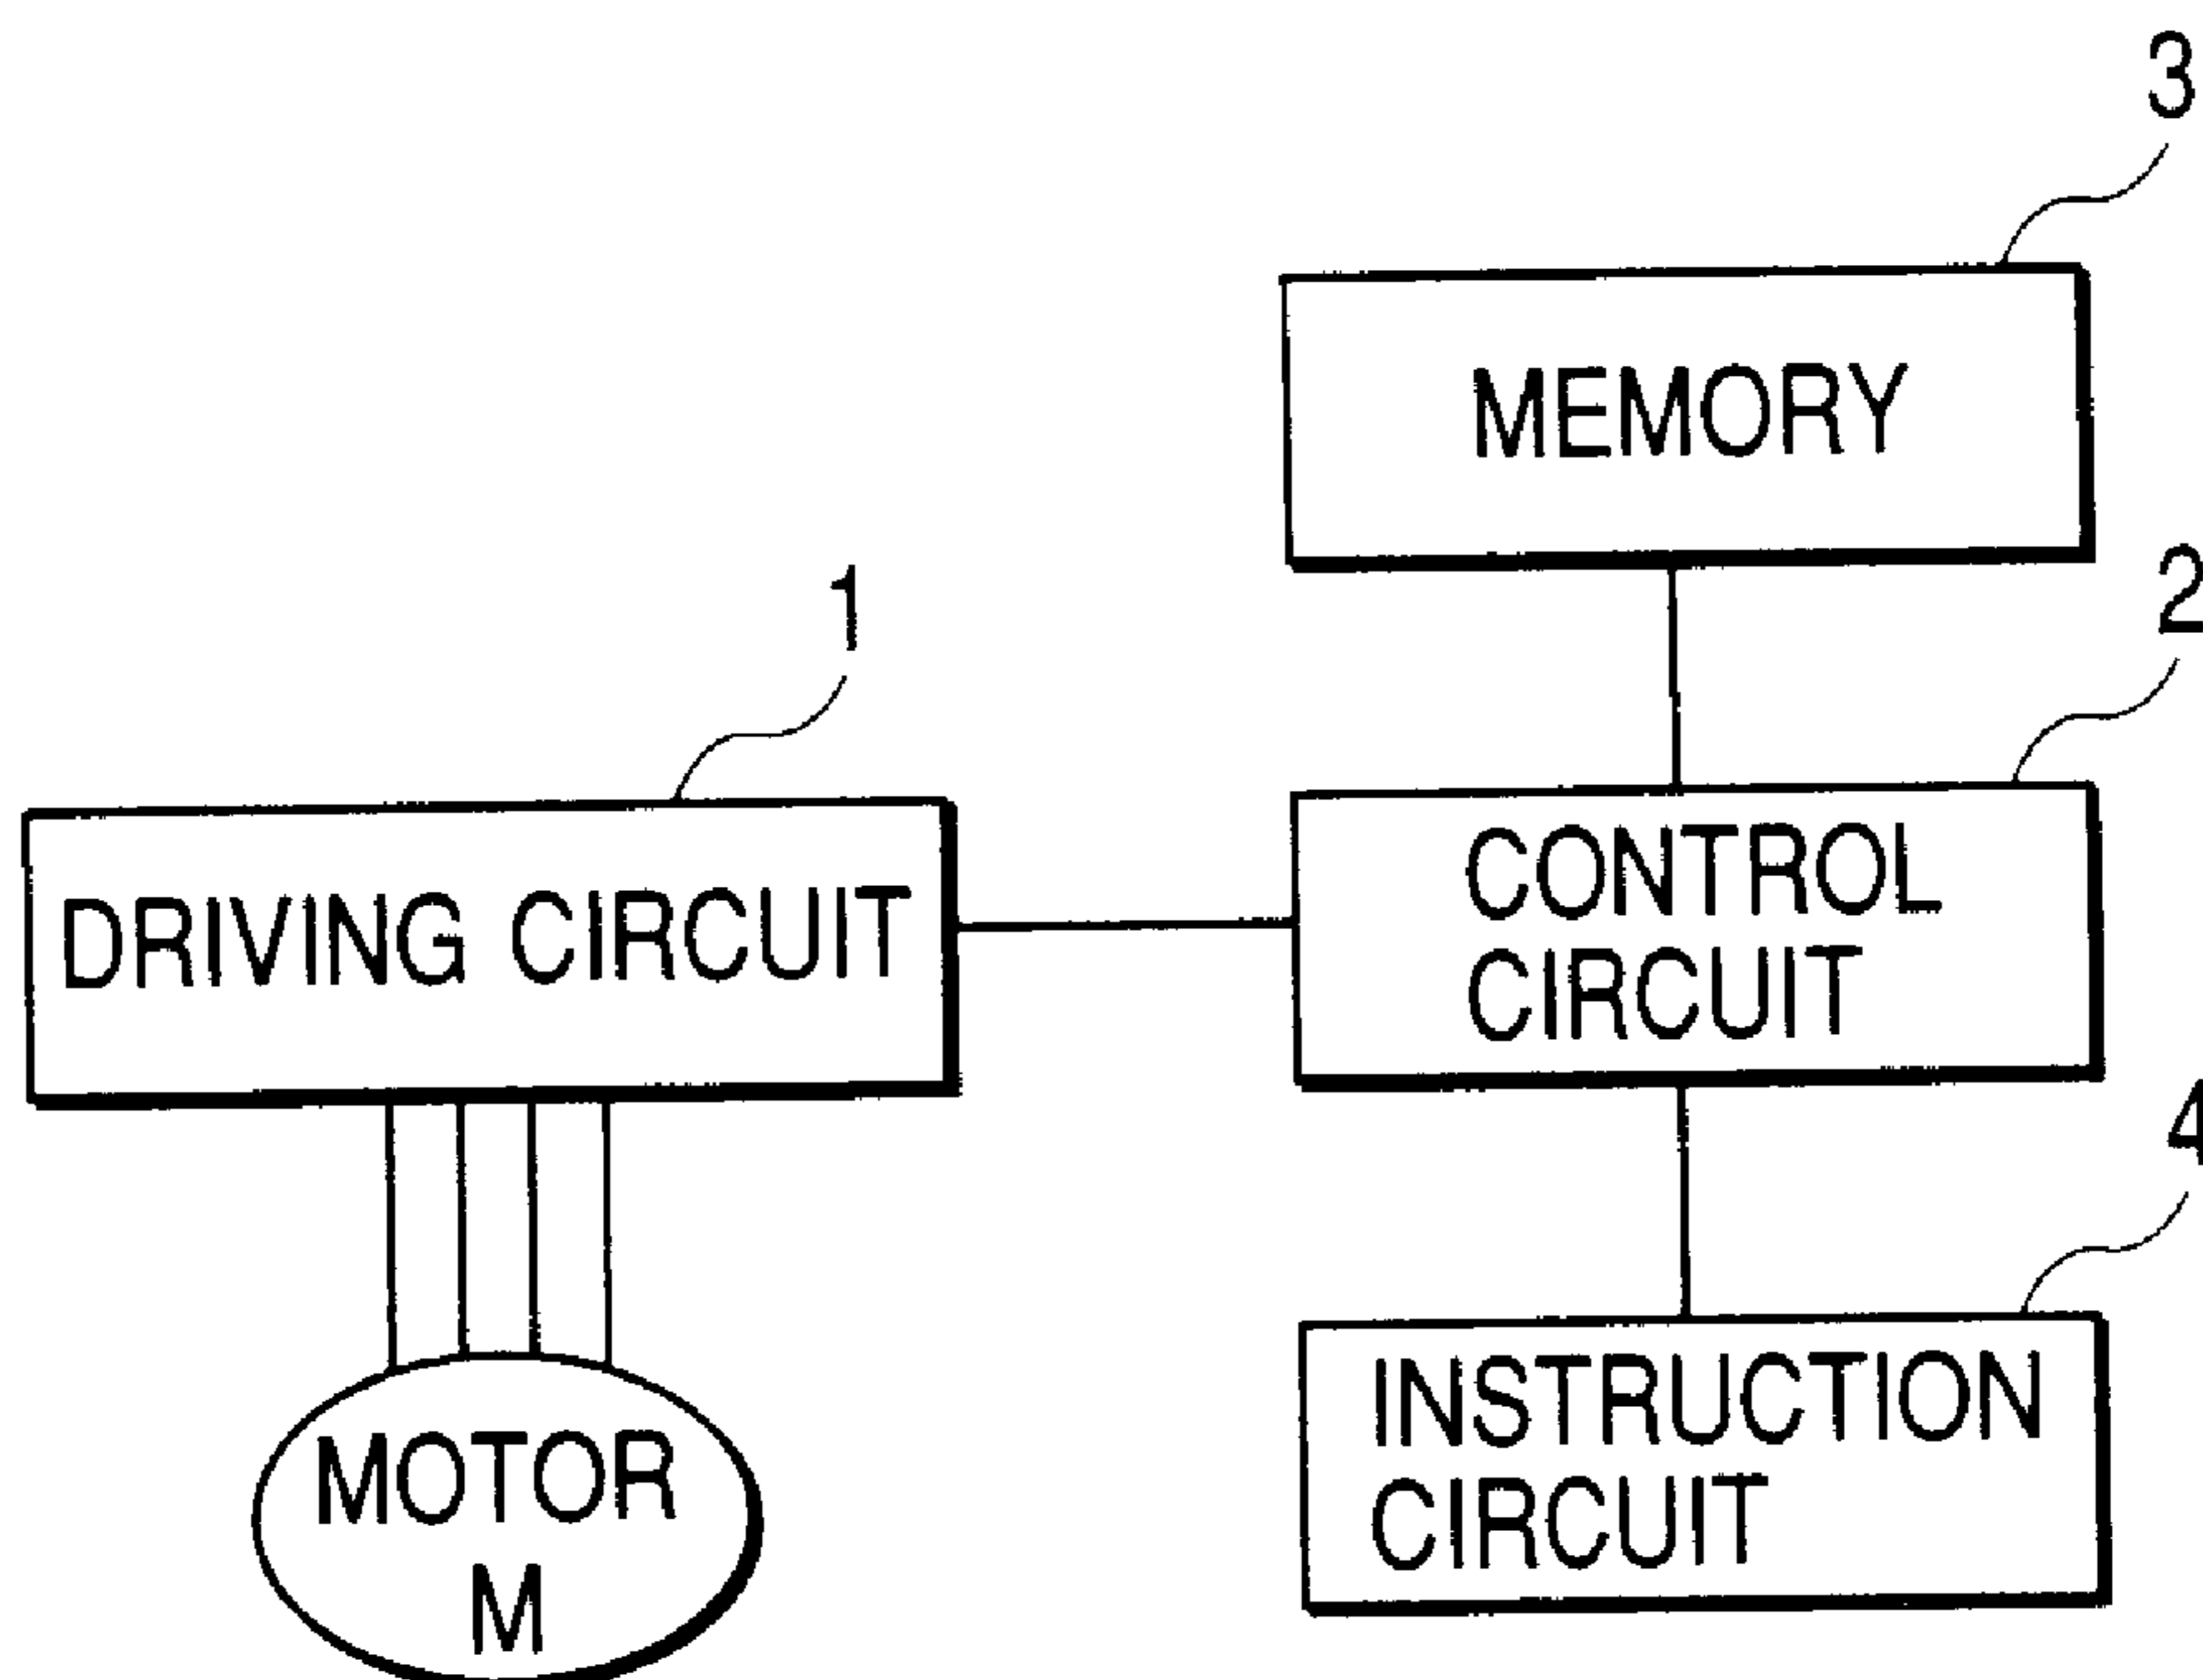 3
MEMORY
2
1
CONTROL
CIRCUIT
DRIVING CIRCUIT
4
INSTRUCTION
CIRCUIT
MOTOR
M